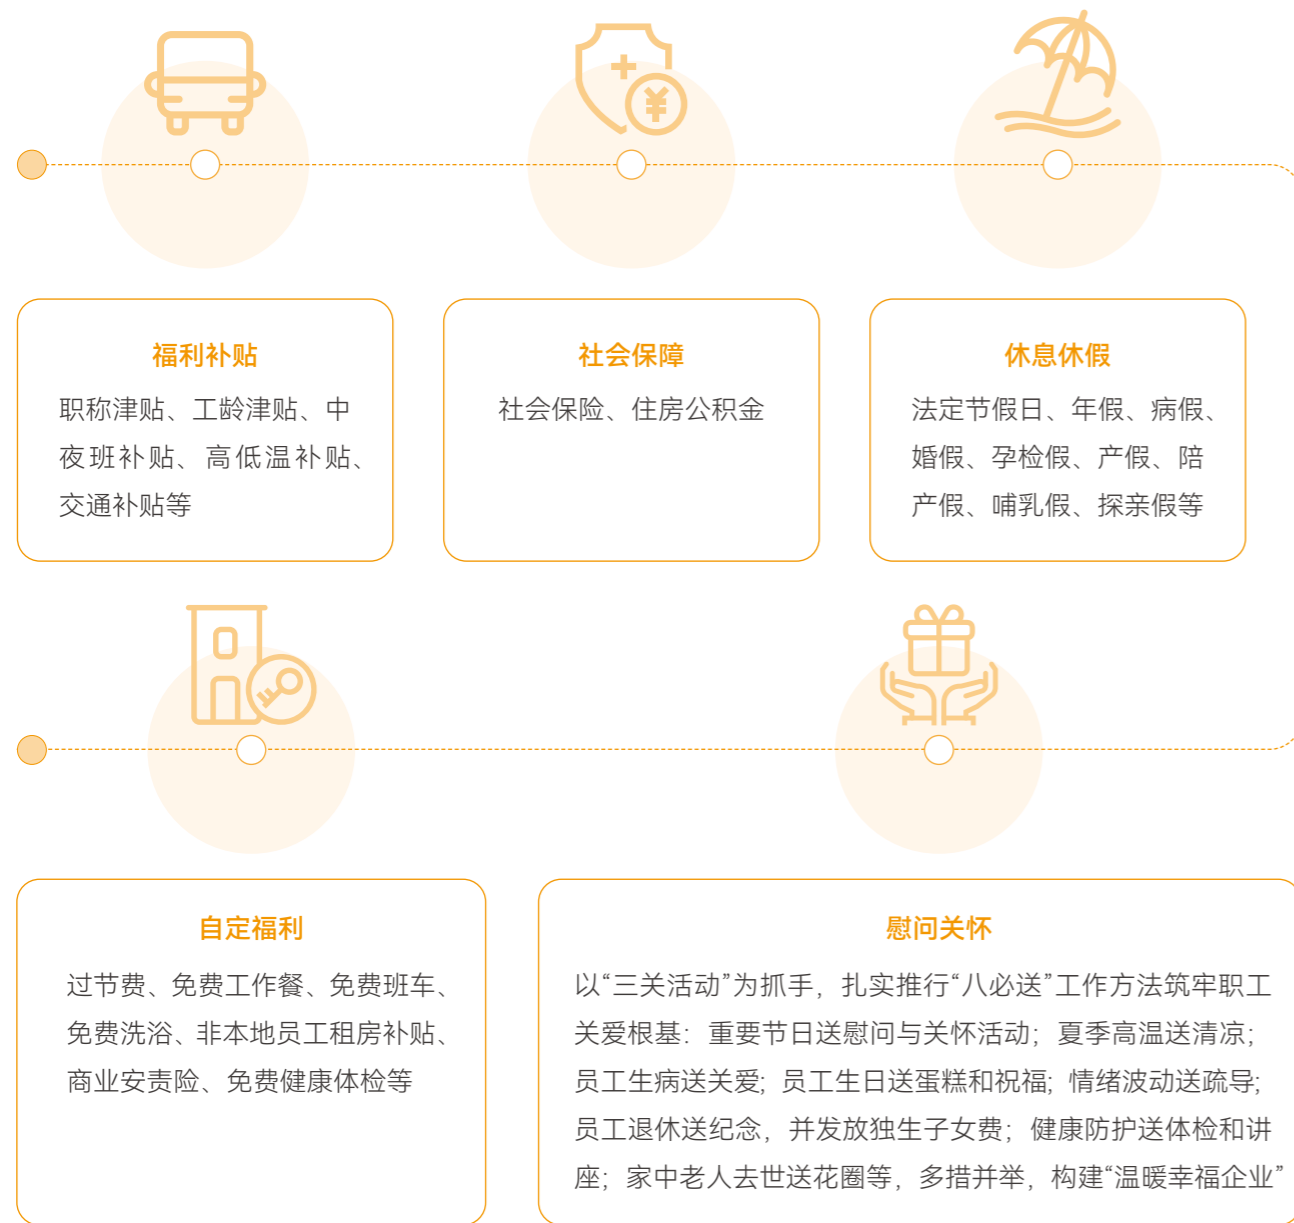 福利补贴
职称津贴、工龄津贴、中
夜班补贴、高低温补贴、
交通补贴等
社会保障
社会保险、住房公积金
休息休假
法定节假日、年假、病假、
婚假、孕检假、产假、陪
产假、哺乳假、探亲假等
自定福利
过节费、免费工作餐、免费班车、
免费洗浴、非本地员工租房补贴、
商业安责险、免费健康体检等
慰问关怀
以“三关活动”为抓手，扎实推行“八必送”工作方法筑牢职工
关爱根基：重要节日送慰问与关怀活动；夏季高温送清凉；
员工生病送关爱；员工生日送蛋糕和祝福；情绪波动送疏导；
员工退休送纪念，并发放独生子女费；健康防护送体检和讲
座；家中老人去世送花圈等，多措并举，构建“温暖幸福企业”